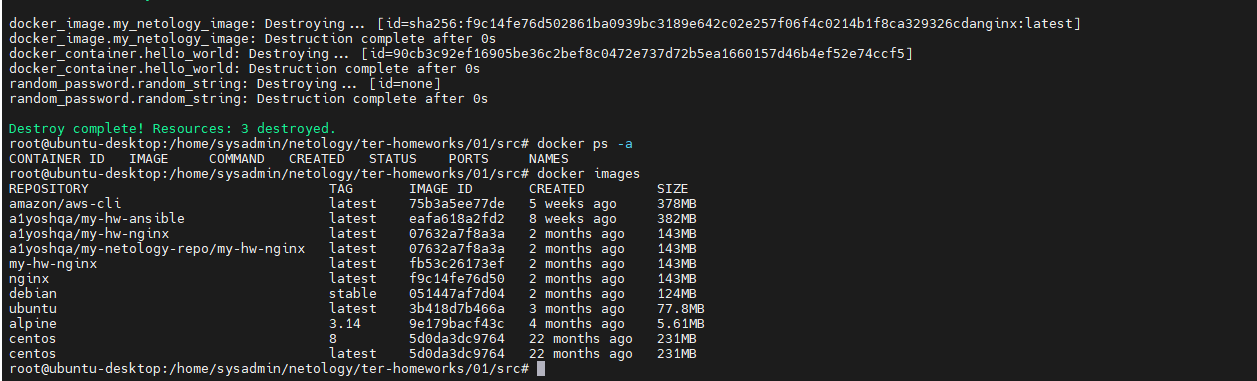 docker_image.my_netology_image: Destroying... [id=sha256:f9c14fe76d502861ba0939bc3189e642c02e257f06f4c0214b1f8ca329326cdanginx:latest]
docker_image.my_netology_image: Destruction complete after 0s
docker_container.hello_world: Destroying... [id=90cb3c92ef16905be36c2bef8c0472e737d72b5ea1660157d46b4ef52e74ccf5]
docker_container.hello_world: Destruction complete after 0s
random_password.random_string: Destroying... [id=none]
random_password.random_string: Destruction complete after 0s
Destroy complete! Resources: 3 destroyed.
root@ubuntu-desktop:/home/sysadmin/netology/ter-homeworks/01/src# docker ps -a
CONTAINER ID   IMAGE     COMMAND   CREATED   STATUS    PORTS     NAMES
root@ubuntu-desktop:/home/sysadmin/netology/ter-homeworks/01/src# docker images
REPOSITORY                              TAG       IMAGE ID       CREATED         SIZE
amazon/aws-cli                          latest    75b3a5ee77de   5 weeks ago     378MB
a1yoshqa/my-hw-ansible                  latest    eafa618a2fd2   8 weeks ago     382MB
a1yoshqa/my-hw-nginx                    latest    07632a7f8a3a   2 months ago    143MB
a1yoshqa/my-netology-repo/my-hw-nginx   latest    07632a7f8a3a   2 months ago    143MB
my-hw-nginx                             latest    fb53c26173ef   2 months ago    143MB
nginx                                   latest    f9c14fe76d50   2 months ago    143MB
debian                                  stable    051447af7d04   2 months ago    124MB
ubuntu                                  latest    3b418d7b466a   3 months ago    77.8MB
alpine                                  3.14      9e179bacf43c   4 months ago    5.61MB
centos                                  8         5d0da3dc9764   22 months ago   231MB
centos                                  latest    5d0da3dc9764   22 months ago   231MB
root@ubuntu-desktop:/home/sysadmin/netology/ter-homeworks/01/src#